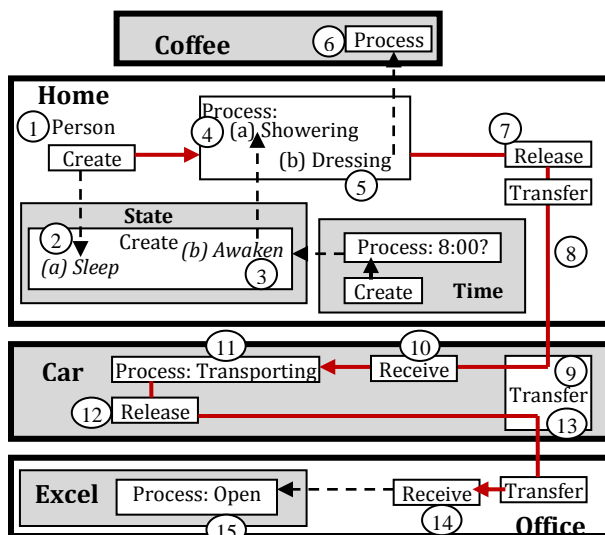 Coffee
6
Process
Home
1
Person
Create
Process:
4
(a) Showering
(b) Dressing
5
7
Release
Transfer
8
State
2
Create
(a) Sleep
(b) Awaken
3
Process: 8:00?
Create
Time
Car
11
Process: Transporting
10
Receive
9
Transfer
13
12
Release
Excel
Process: Open
15
Receive
14
Transfer
Office